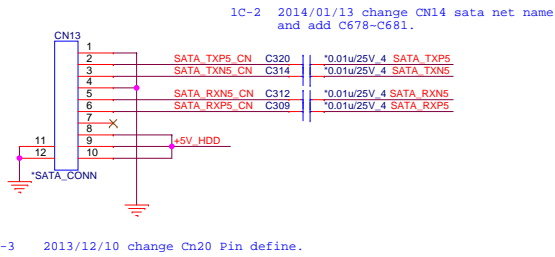 1C-2 2014/01/13 change CN14 sata net name
and add C678~C681.
CN13
1
2 SATA_TXP5_CN C320 *0.01u/25V_4 SATA_TXP5
3 SATA_TXN5_CN C314 *0.01u/25V_4 SATA_TXN5
4
5 SATA_RXN5_CN C312 *0.01u/25V_4 SATA_RXN5
6 SATA_RXP5_CN C309 *0.01u/25V_4 SATA_RXP5
7
8
11 9 +5V_HDD
12 10
*SATA_CONN
-3 2013/12/10 change Cn20 Pin define.